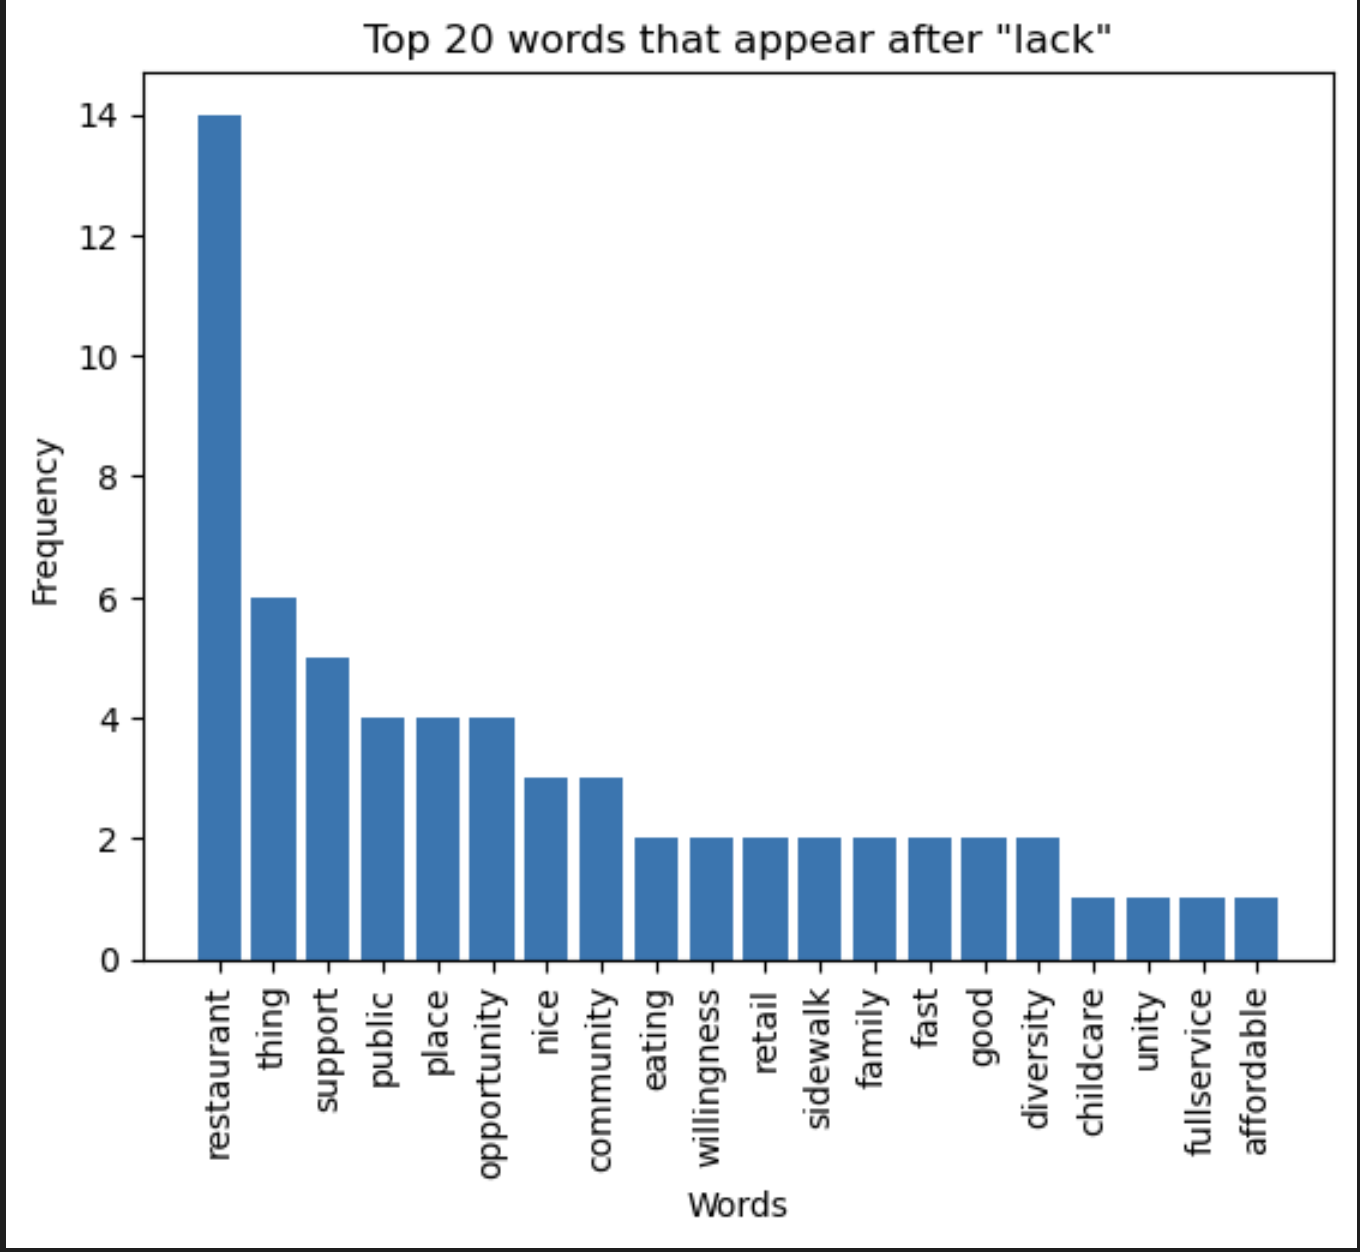 Top 20 words that appear after "lack"
14
12
10
8
6
4
2
0
Frequency
restaurant
thing
support
public
place
opportunity
nice
community
eating
willingness
retail
sidewalk
family
fast
good
diversity
childcare
unity
fullservice
affordable
Words